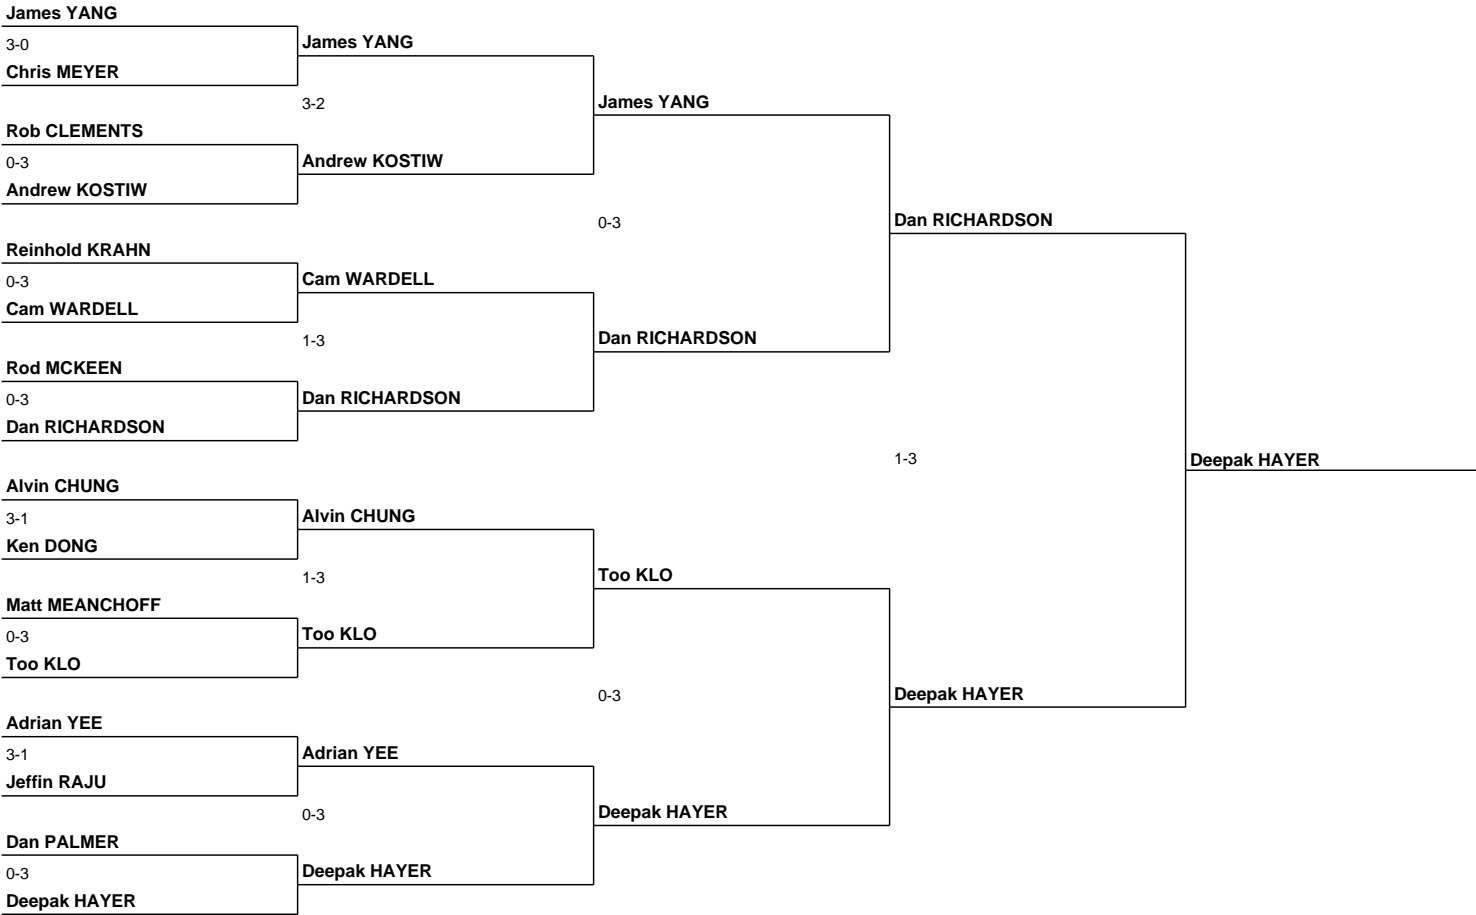 James YANG
3-0
James YANG
Chris MEYER
3-2
James YANG
Rob CLEMENTS
0-3
Andrew KOSTIW
Andrew KOSTIW
0-3
Dan RICHARDSON
Reinhold KRAHN
0-3
Cam WARDELL
Cam WARDELL
1-3
Dan RICHARDSON
Rod MCKEEN
0-3
Dan RICHARDSON
Dan RICHARDSON
1-3
Deepak HAYER
Alvin CHUNG
3-1
Alvin CHUNG
Ken DONG
1-3
Too KLO
Matt MEANCHOFF
0-3
Too KLO
Too KLO
0-3
Deepak HAYER
Adrian YEE
3-1
Adrian YEE
Jeffin RAJU
0-3
Deepak HAYER
Dan PALMER
0-3
Deepak HAYER
Deepak HAYER